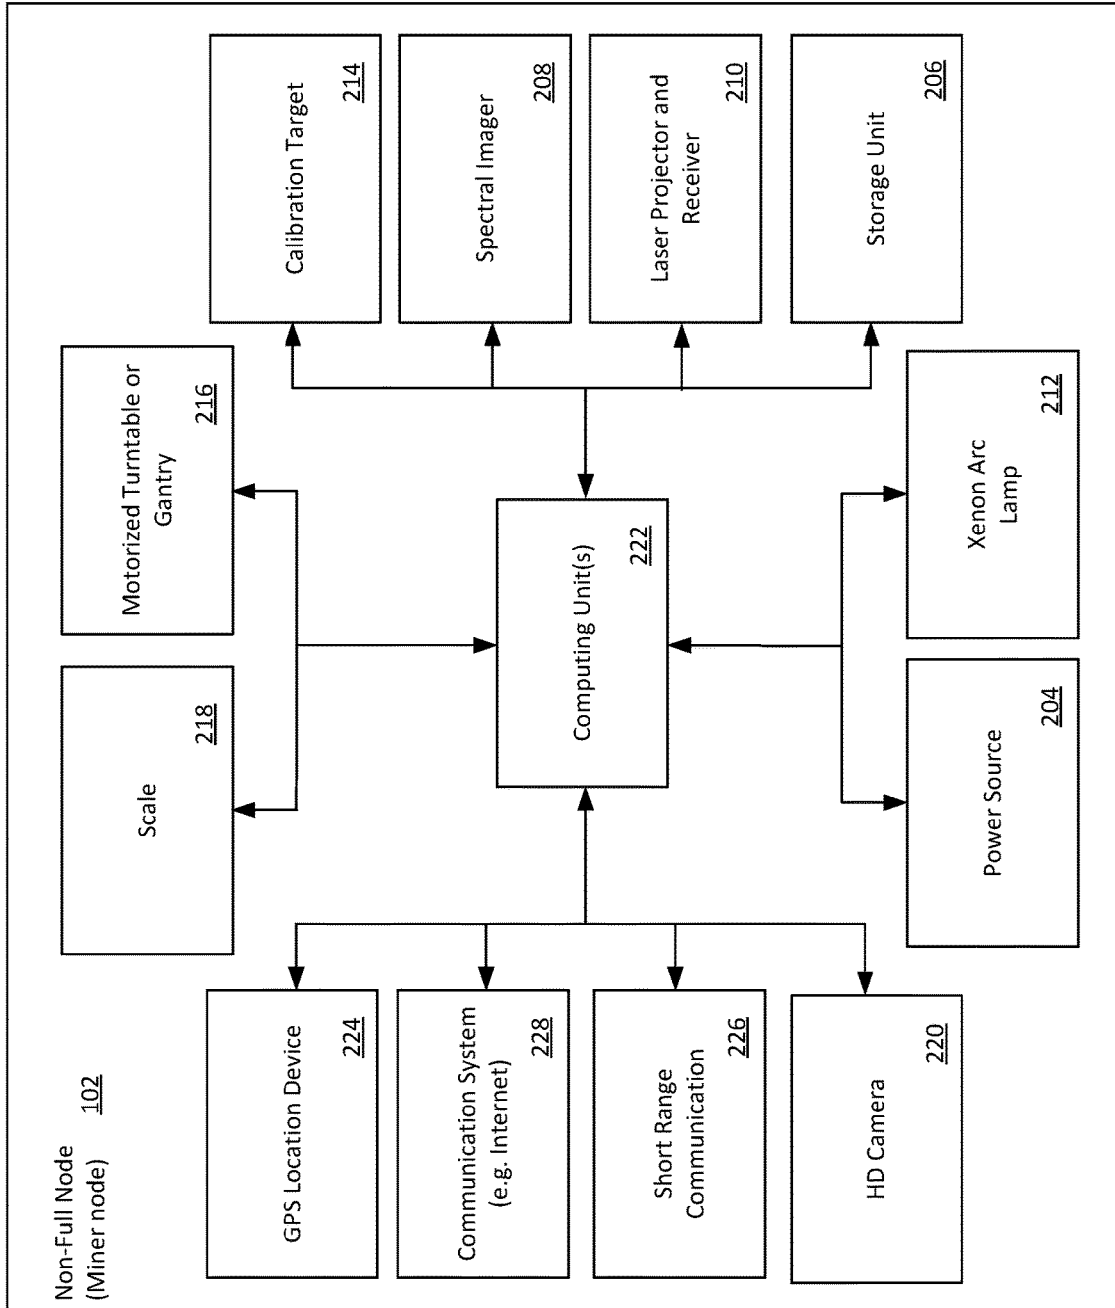 Non-Full Node
(Miner node)
102
GPS Location Device
224
Communication System
(e.g. Internet)
228
Short Range
Communication
226
HD Camera
220
Scale
218
Motorized Turntable or
Gantry
216
Computing Unit(s)
222
Power Source
204
Xenon Arc
Lamp
212
Calibration Target
214
Spectral Imager
208
Laser Projector and
Receiver
210
Storage Unit
206